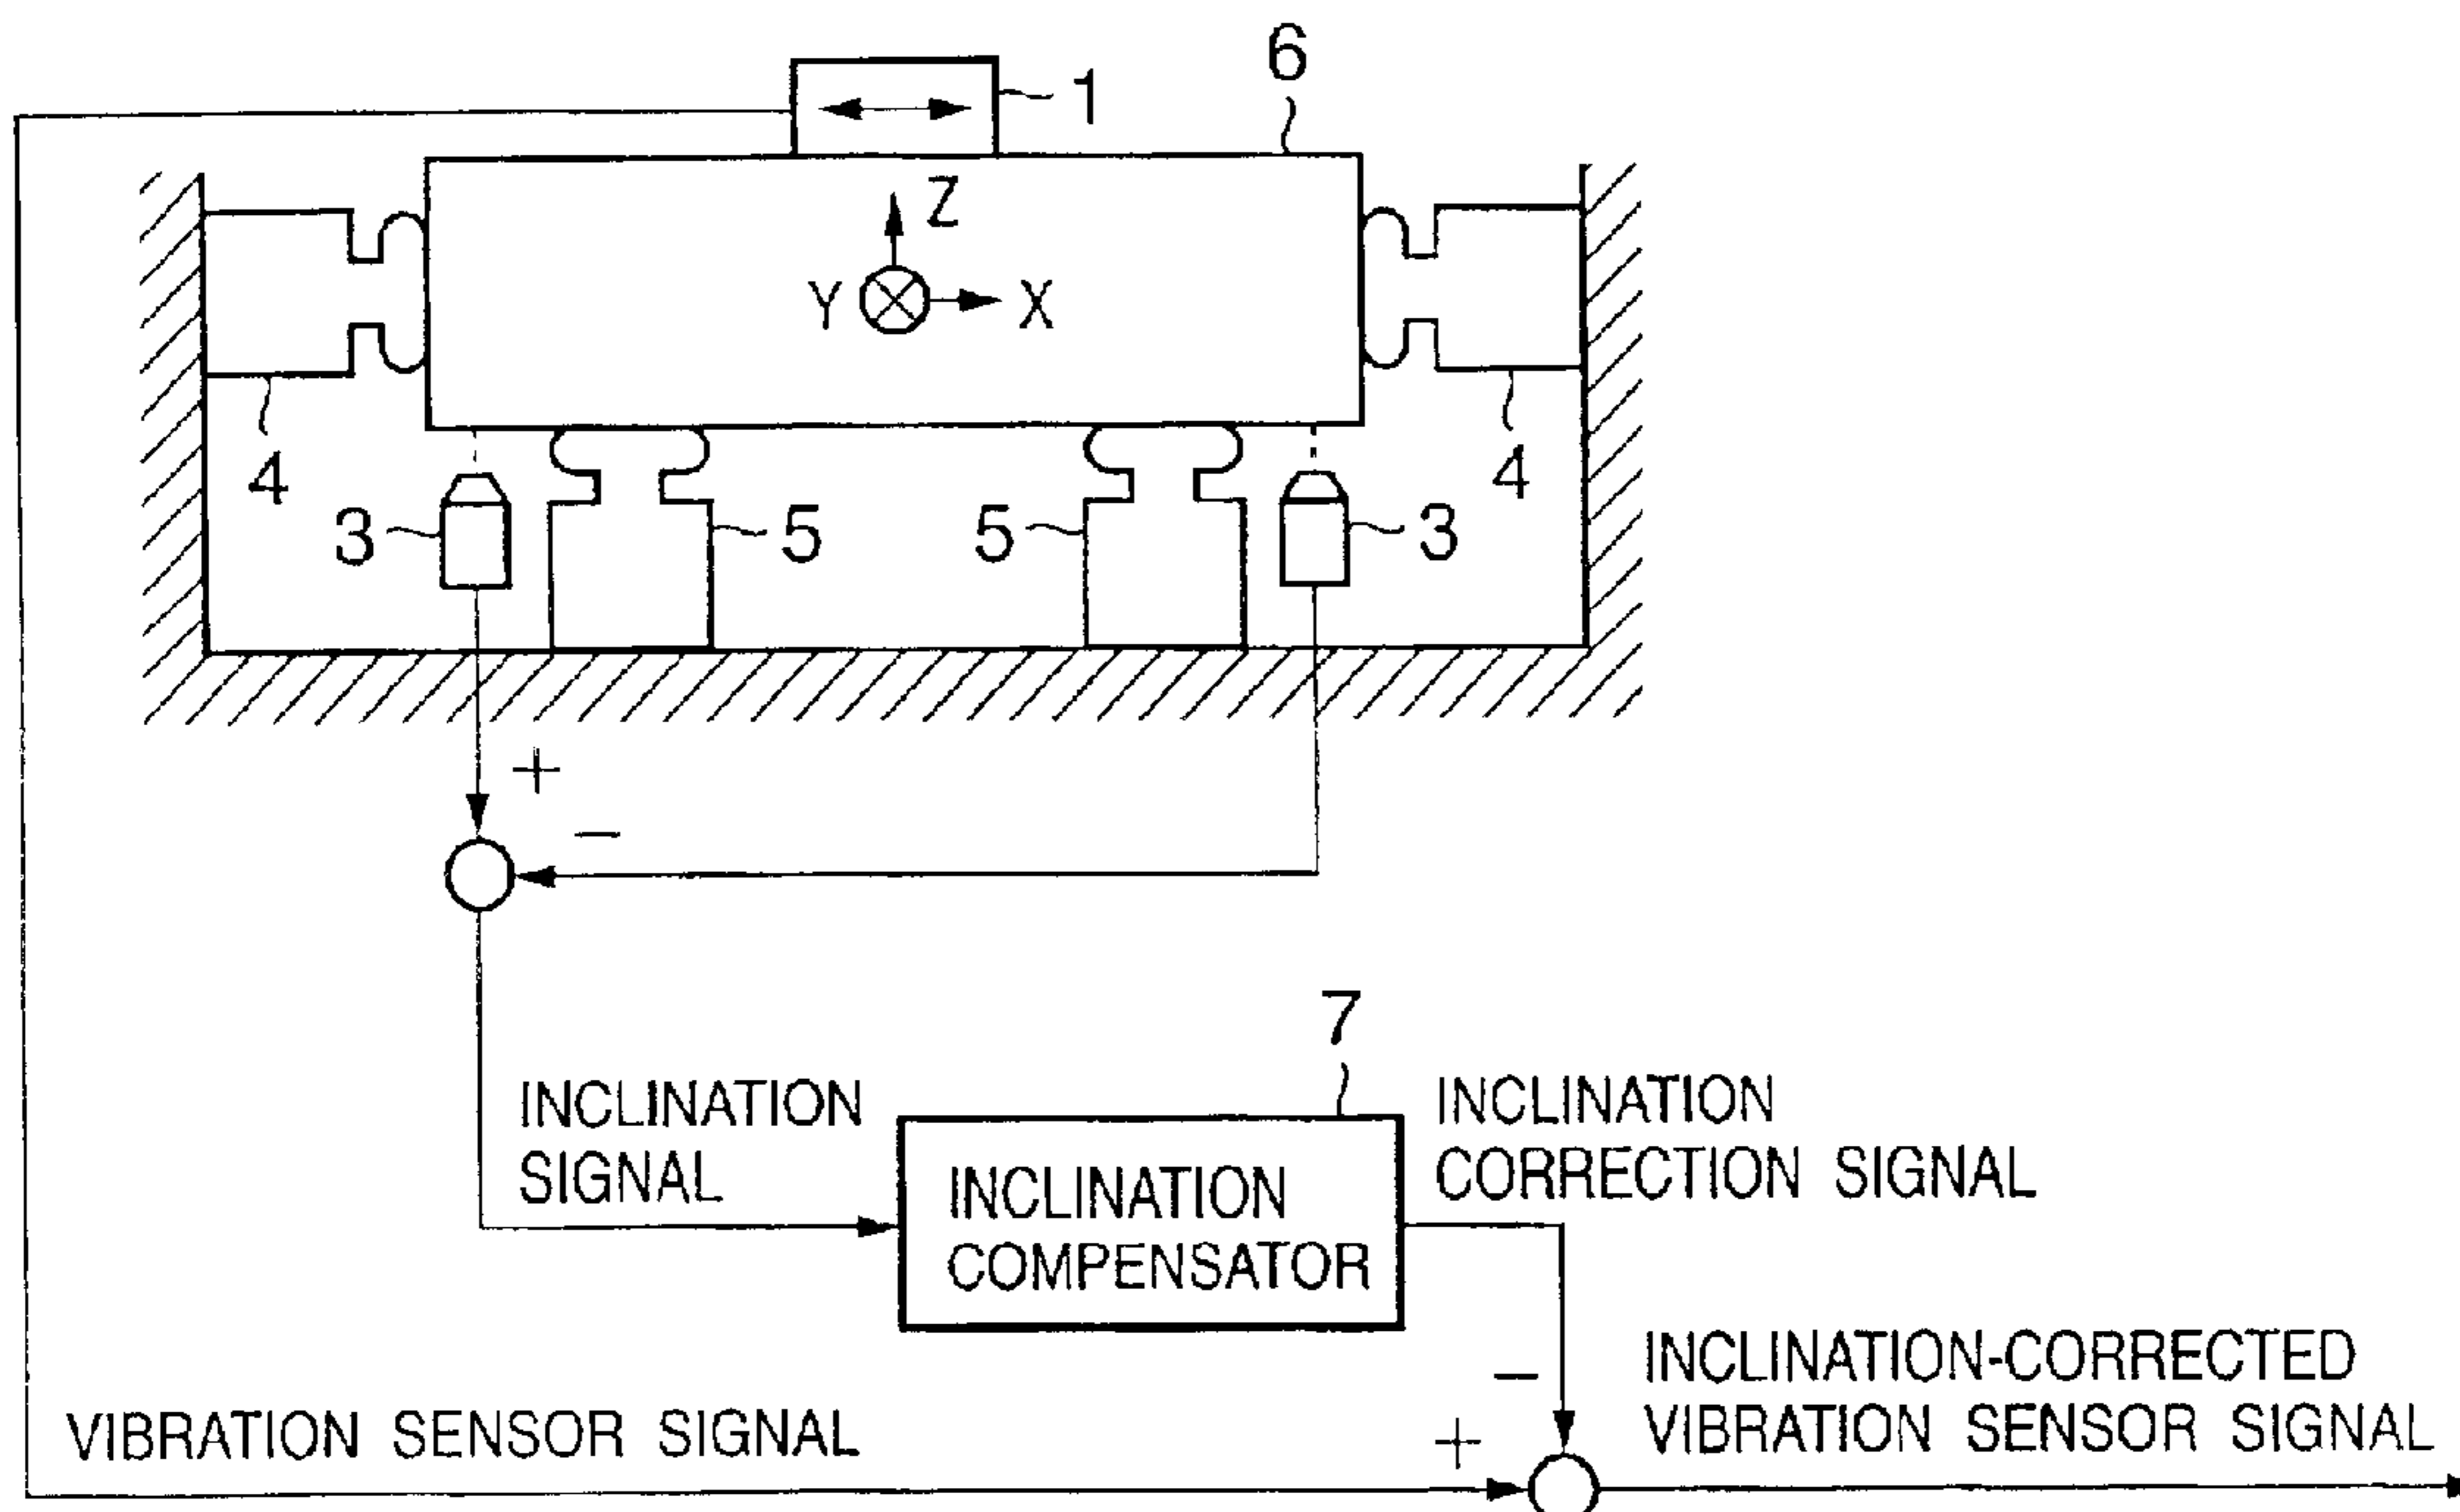 6
1
Z
Y
X
4
4
3
5
5
3
+
−
7
INCLINATION
SIGNAL
INCLINATION
COMPENSATOR
INCLINATION
CORRECTION SIGNAL
−
INCLINATION-CORRECTED
VIBRATION SENSOR SIGNAL
VIBRATION SENSOR SIGNAL
+